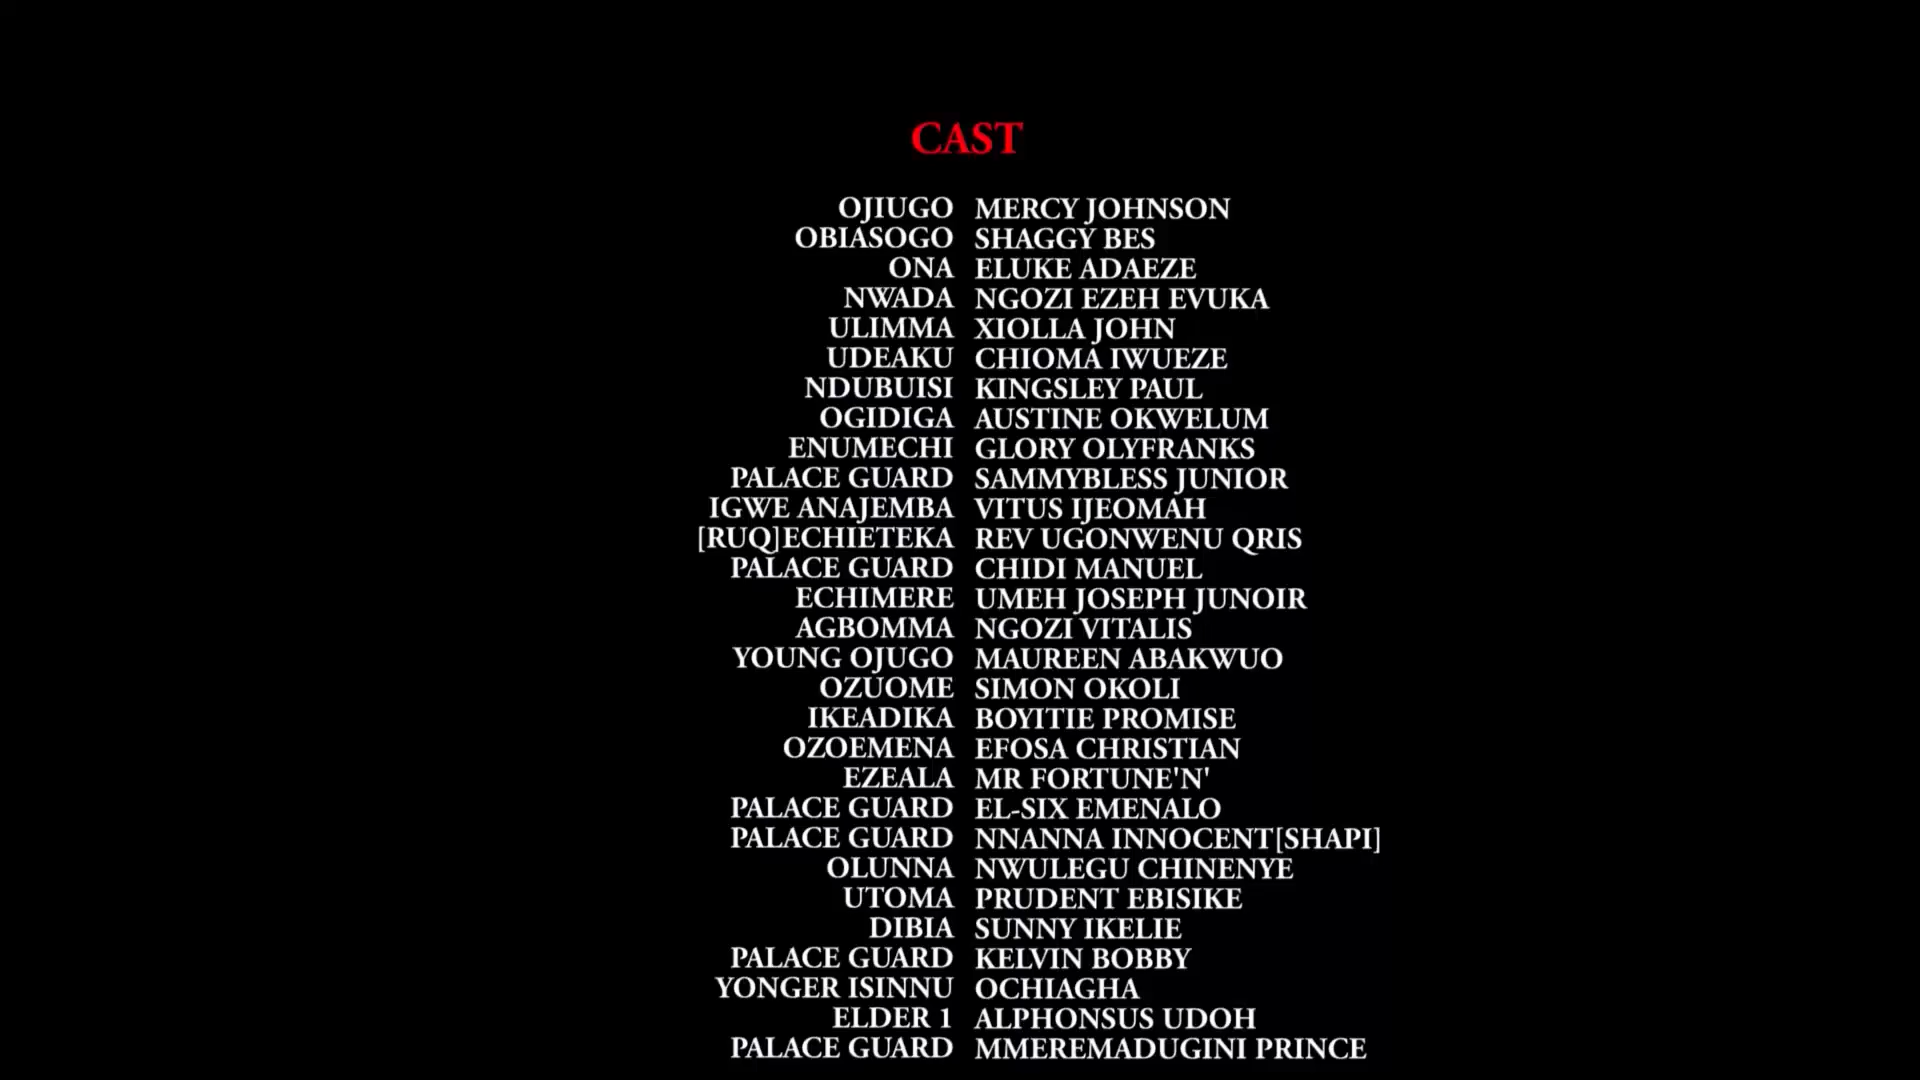 CAST
OJIUGO MERCY JOHNSON
OBIASOGO SHAGGY BES
ONA ELUKE ADAEZE
NWADA NGOZI EZEH EVUKA
ULIMMA XIOLLA JOHN
UDEAKU CHIOMA IWUEZE
NDUBUISI KINGSLEY PAUL
OGIDIGA AUSTINE OKWELUM
ENUMECHI GLORY OLYFRANKS
PALACE GUARD SAMMYBLESS JUNIOR
IGWE ANAJEMBA VITUS IJEOMAH
[RUQ]ECHIETEKA REV UGONWENU QRIS
PALACE GUARD CHIDI MANUEL
ECHIMERE UMEH JOSEPH JUNOIR
AGBOMMA NGOZI VITALIS
YOUNG OJUGO MAUREEN ABAKWUO
OZUOME SIMON OKOLI
IKEADIKA BOYITIE PROMISE
OZOEMENA EFOSA CHRISTIAN
EZEALA MR FORTUNE'N'
PALACE GUARD EL-SIX EMENALO
PALACE GUARD NNANNA INNOCENT[SHAPI]
OLUNNA NWULEGU CHINENYE
UTOMA PRUDENT EBISIKE
DIBIA SUNNY IKELIE
PALACE GUARD KELVIN BOBBY
YONGER ISINNU OCHIAGHA
ELDER 1 ALPHONSUS UDOH
PALACE GUARD MMEREMADUGINI PRINCE